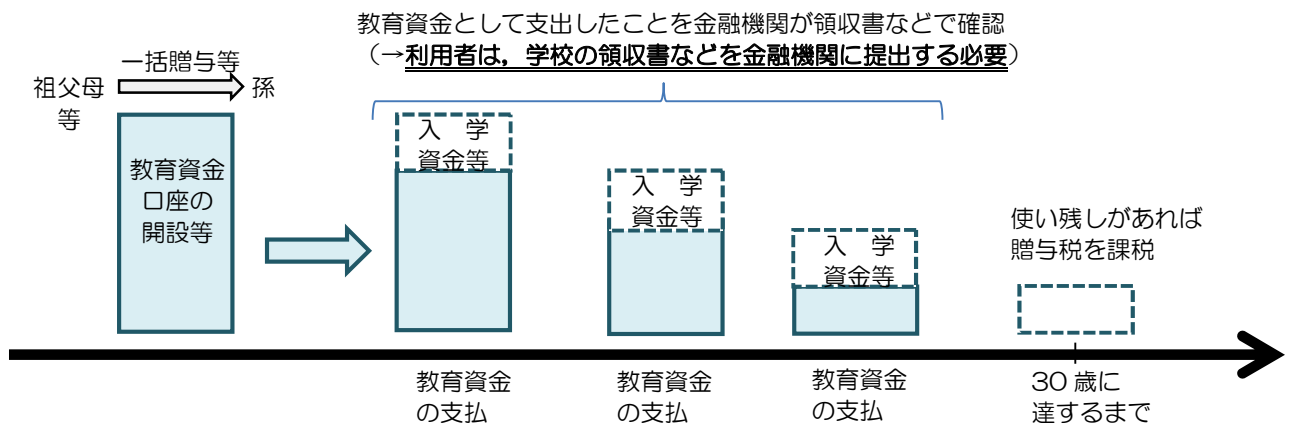 教育資金として支出したことを金融機関が領収書などで確認
（→利用者は，学校の領収書などを金融機関に提出する必要）
一括贈与等
祖父母
等
孫
教育資金
口座の
開設等
入　学
資金等
入　学
資金等
入　学
資金等
使い残しがあれば
贈与税を課税
教育資金
の支払
教育資金
の支払
教育資金
の支払
30 歳に
達するまで